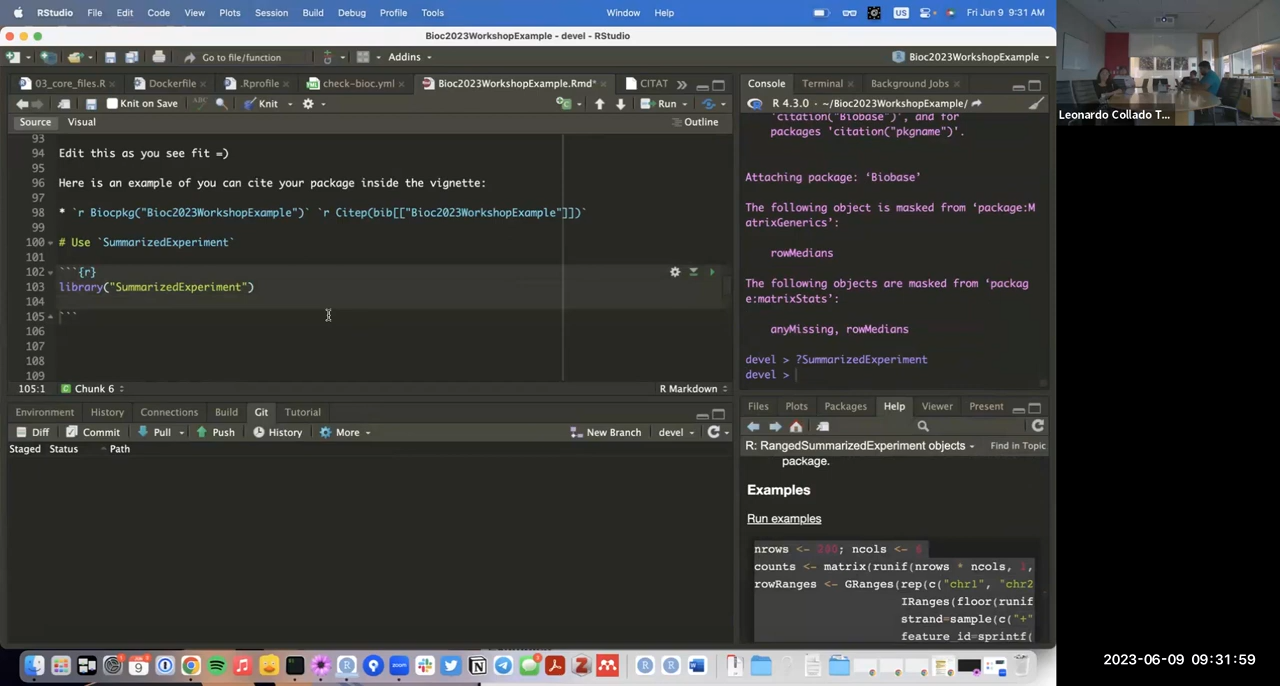 RStudio File Edit Code View Plots Session Build Debug Profile Tools Window Help US Fri Jun 9 9:31 AM
Bioc2023WorkshopExample - devel - RStudio
Go to file/function Addins Bioc2023WorkshopExample
03_core_files.R Dockerfile .Rprofile check-bioc.yml Bioc2023WorkshopExample.Rmd* CITAT
Knit on Save ABC Knit Run
Source Visual Outline
93
94 Edit this as you see fit =)
95
96 Here is an example of you can cite your package inside the vignette:
97
98 * `r Biocpkg("Bioc2023WorkshopExample")` `r Citep(bib[["Bioc2023WorkshopExample"]])`
99
100 # Use `SummarizedExperiment`
101
102 ```{r}
103 library("SummarizedExperiment")
104
105 ```
106
107
108
109
105:1 Chunk 6 R Markdown
Environment History Connections Build Git Tutorial
Diff Commit Pull Push History More New Branch devel
Staged Status Path
Console Terminal Background Jobs
R 4.3.0 · ~/Bioc2023WorkshopExample/
'citation("Biobase")', and for
packages 'citation("pkgname")'.
Attaching package: ‘Biobase’
The following object is masked from ‘package:M
atrixGenerics’:
rowMedians
The following objects are masked from ‘packag
e:matrixStats’:
anyMissing, rowMedians
devel > ?SummarizedExperiment
devel >
Files Plots Packages Help Viewer Present
R: RangedSummarizedExperiment objects Find in Topic
package.
Examples
Run examples
nrows <- 200; ncols <- 6
counts <- matrix(runif(nrows * ncols, 1,
rowRanges <- GRanges(rep(c("chr1", "chr2
IRanges(floor(runif
strand=sample(c("+"
feature_id=sprintf(
Leonardo Collado T...
2023-06-09 09:31:59